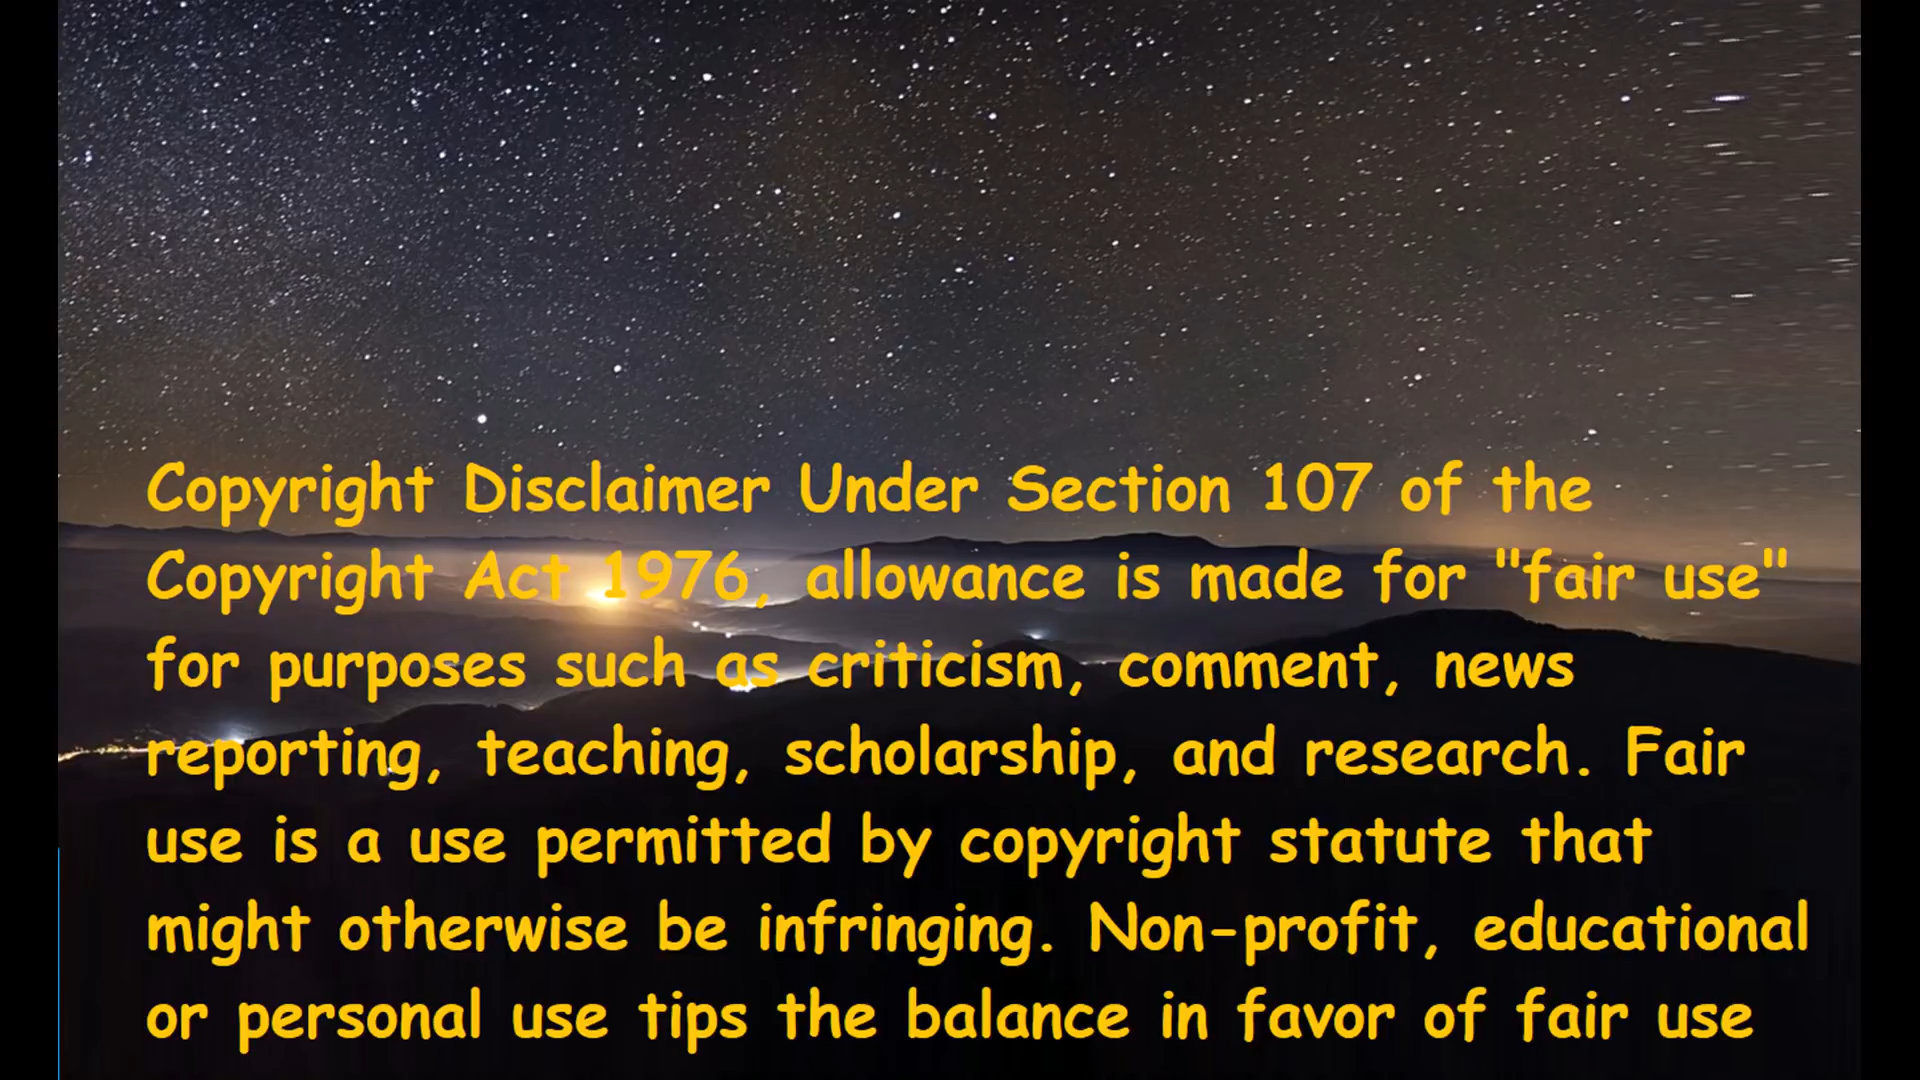 Copyright Disclaimer Under Section 107 of the
Copyright Act 1976, allowance is made for "fair use"
for purposes such as criticism, comment, news
reporting, teaching, scholarship, and research. Fair
use is a use permitted by copyright statute that
might otherwise be infringing. Non-profit, educational
or personal use tips the balance in favor of fair use